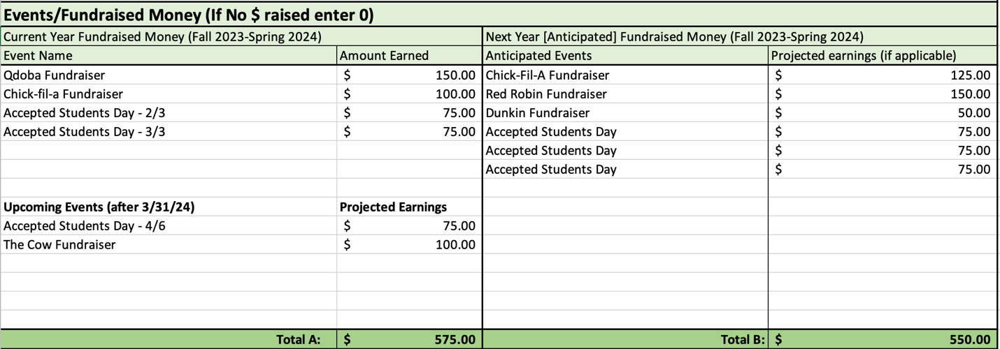 Events/Fundraised Money (If No $ raised enter 0)
Current Year Fundraised Money (Fall 2023-Spring 2024) Next Year [Anticipated] Fundraised Money (Fall 2023-Spring 2024)
Event Name Amount Earned Anticipated Events Projected earnings (if applicable)
Qdoba Fundraiser $ 150.00 Chick-Fil-A Fundraiser $ 125.00
Chick-fil-a Fundraiser $ 100.00 Red Robin Fundraiser $ 150.00
Accepted Students Day - 2/3 $ 75.00 Dunkin Fundraiser $ 50.00
Accepted Students Day - 3/3 $ 75.00 Accepted Students Day $ 75.00
Accepted Students Day $ 75.00
Accepted Students Day $ 75.00
Upcoming Events (after 3/31/24) Projected Earnings
Accepted Students Day - 4/6 $ 75.00
The Cow Fundraiser $ 100.00
Total A: $ 575.00 Total B: $ 550.00